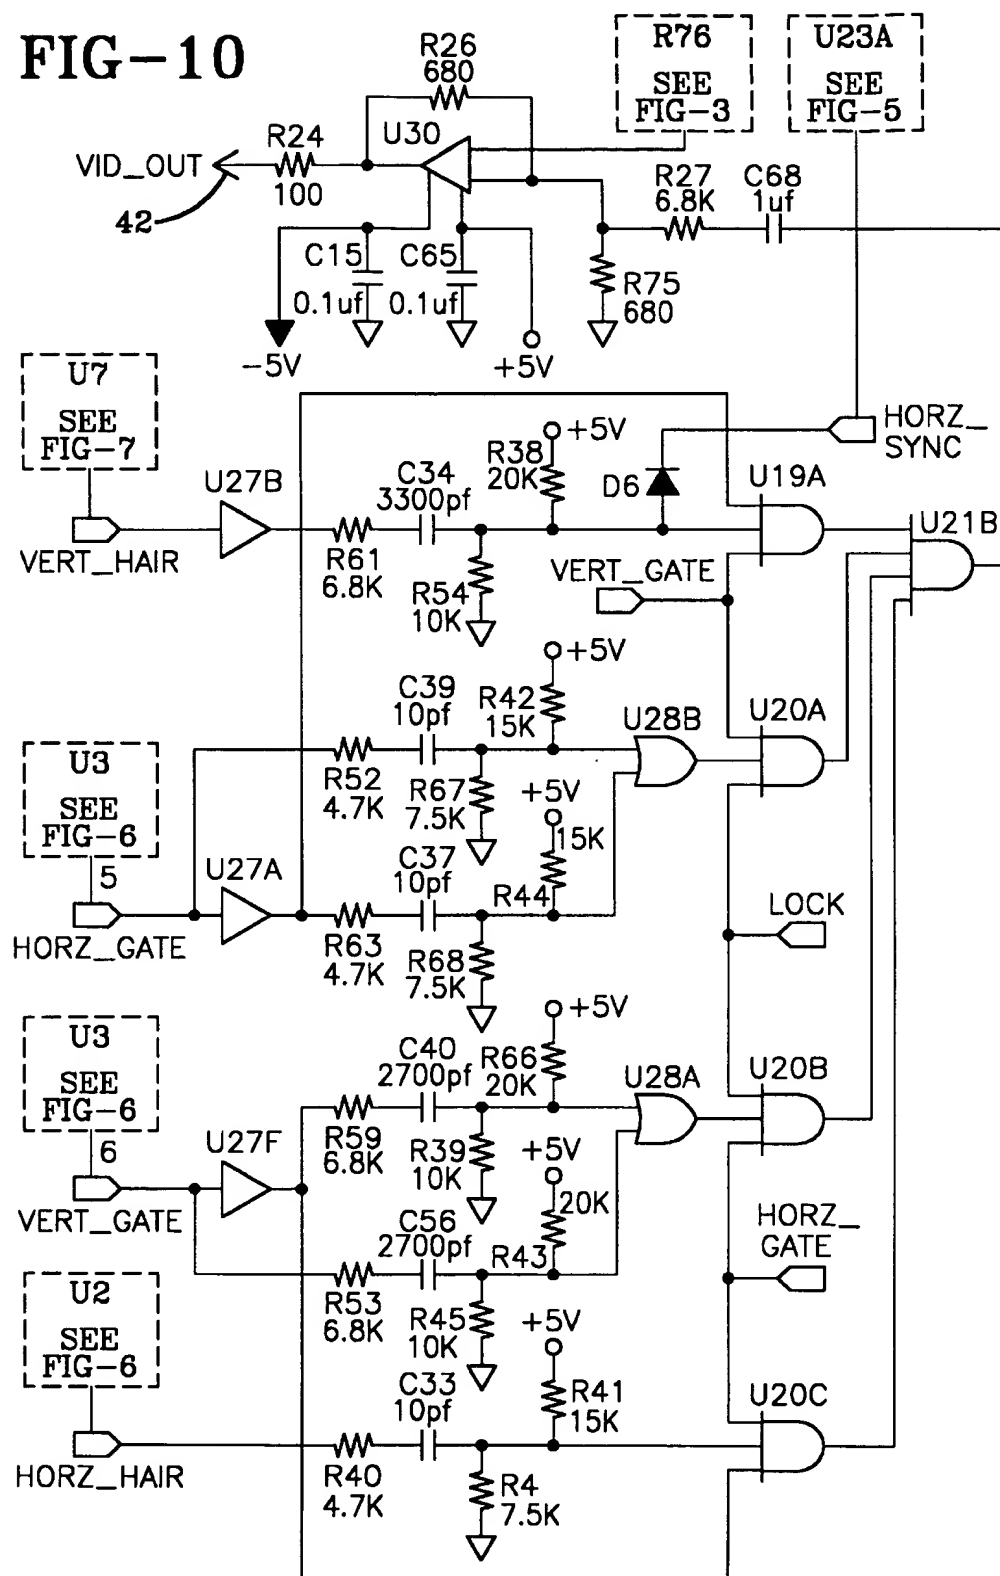 FIG-10
R26
680
R76
SEE
FIG-3
U23A
SEE
FIG-5
U30
R24
100
VID_OUT
42
R27
6.8K
C68
1uf
C15
0.1uf
C65
0.1uf
R75
680
-5V
+5V
U7
SEE
FIG-7
HORZ_
SYNC
+5V
R38
20K
D6
U19A
C34
3300pf
U27B
U21B
VERT_HAIR
R61
6.8K
R54
10K
VERT_GATE
+5V
C39
10pf
R42
15K
U28B
U20A
U3
SEE
FIG-6
R52
4.7K
R67
7.5K
+5V
15K
5
U27A
C37
10pf
R44
LOCK
HORZ_GATE
R63
4.7K
R68
7.5K
+5V
U3
SEE
FIG-6
C40
2700pf
R66
20K
U28A
U20B
6
U27F
R59
6.8K
R39
10K
+5V
20K
VERT_GATE
C56
2700pf
R43
HORZ_
GATE
U2
SEE
FIG-6
R53
6.8K
R45
10K
+5V
C33
10pf
R41
15K
U20C
HORZ_HAIR
R40
4.7K
R4
7.5K